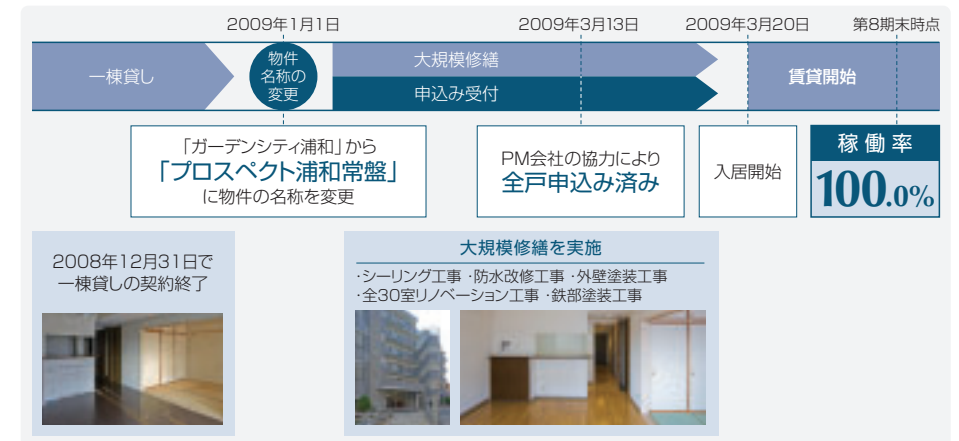 2009年1月1日
2009年3月13日
2009年3月20日
第8期末時点
一棟貸し
物件
名称の
変更
大規模修繕
申込み受付
賃貸開始
「ガーデンシティ浦和」から
「プロスペクト浦和常盤」
に物件の名称を変更
PM会社の協力により
全戸申込み済み
入居開始
稼働率
100.0%
2008年12月31日で
一棟貸しの契約終了
大規模修繕を実施
・シーリング工事 ・防水改修工事 ・外壁塗装工事
・全30室リノベーション工事 ・鉄部塗装工事